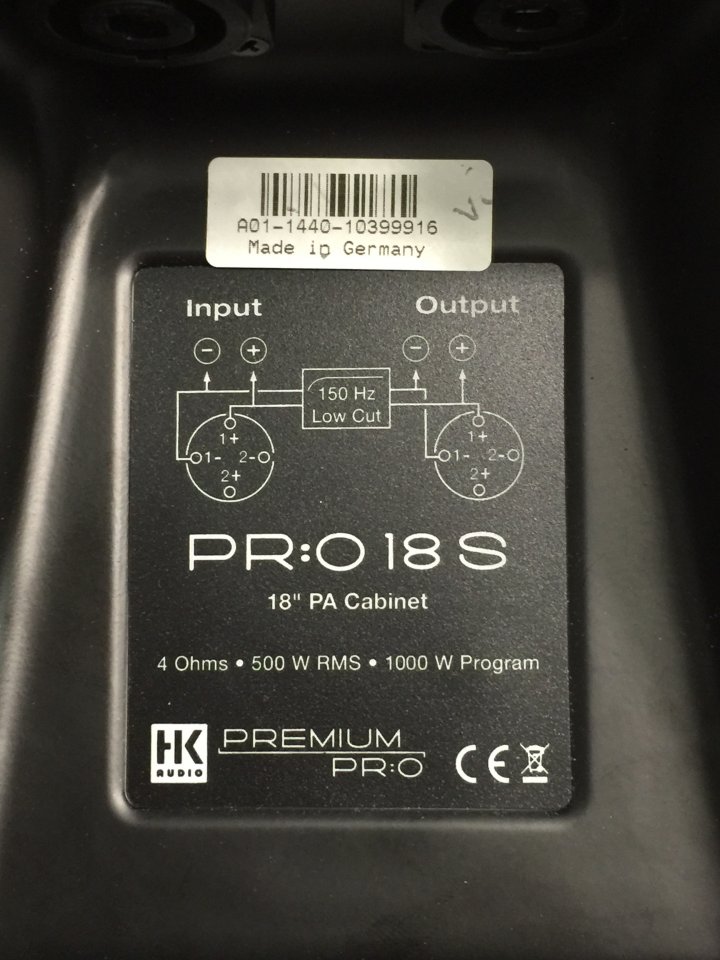 A01-1440-10399916
Made in Germany
Input Output
− + − +
150 Hz
Low Cut
1+ 1+
1- 2- 1- 2-
2+ 2+
PR:O 18 S
18" PA Cabinet
4 Ohms • 500 W RMS • 1000 W Program
HK
AUDIO
PREMIUM
PR:O
CE